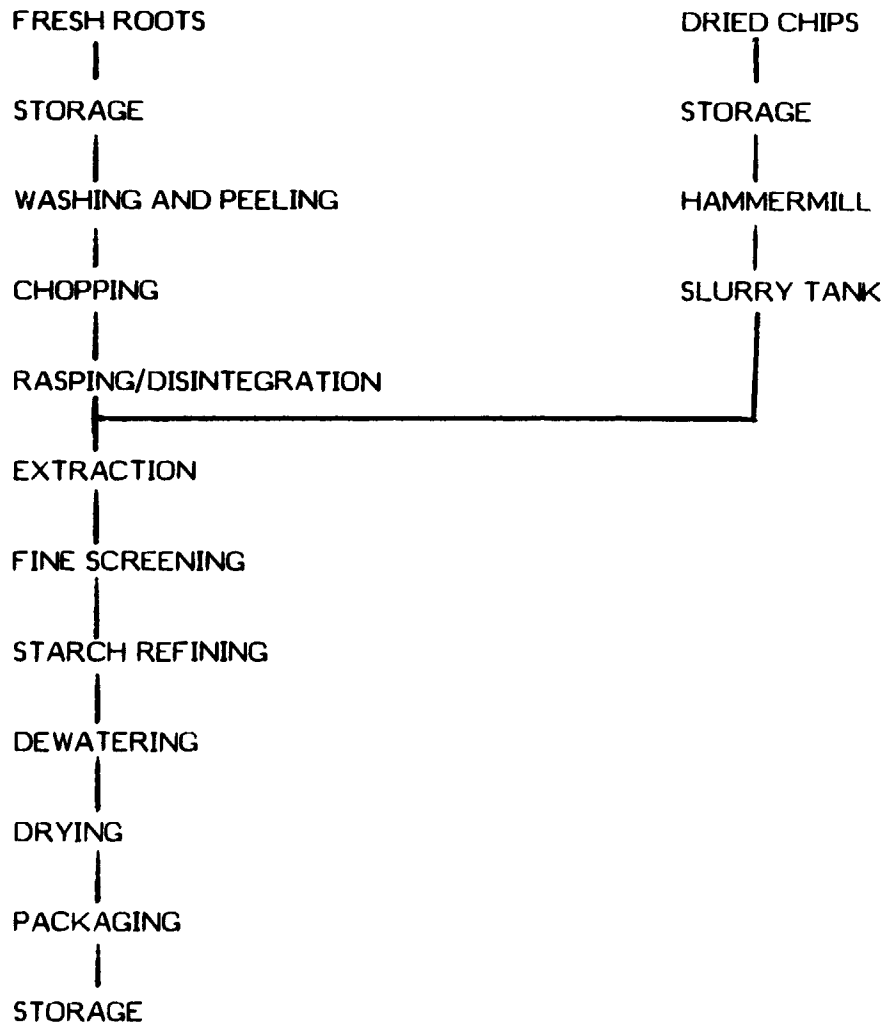 FRESH ROOTS
DRIED CHIPS
STORAGE
STORAGE
WASHING AND PEELING
HAMMERMILL
CHOPPING
SLURRY TANK
RASPING/DISINTEGRATION
EXTRACTION
FINE SCREENING
STARCH REFINING
DEWATERING
DRYING
PACKAGING
STORAGE